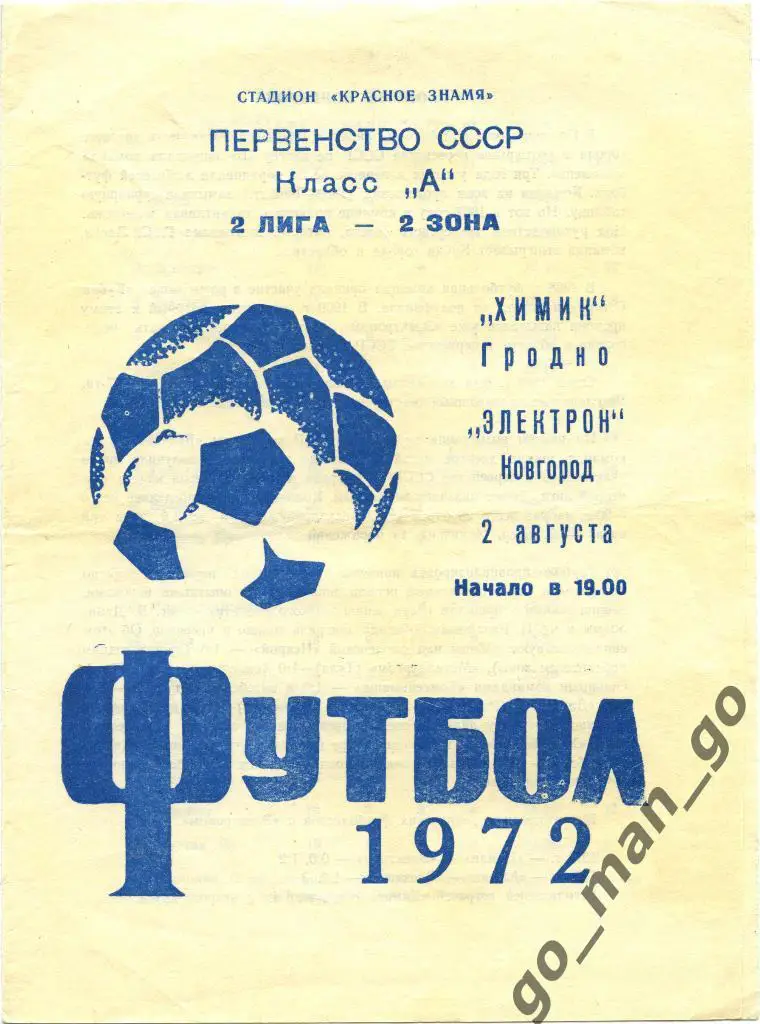 СТАДИОН «КРАСНОЕ ЗНАМЯ»
ПЕРВЕНСТВО СССР
Класс „А"
2 ЛИГА — 2 ЗОНА
„ХИМИК"
Гродно
„ЭЛЕКТРОН"
Новгород
2 августа
Начало в 19.00
ФУТБОЛ
1972
go_man_go
go_man_go